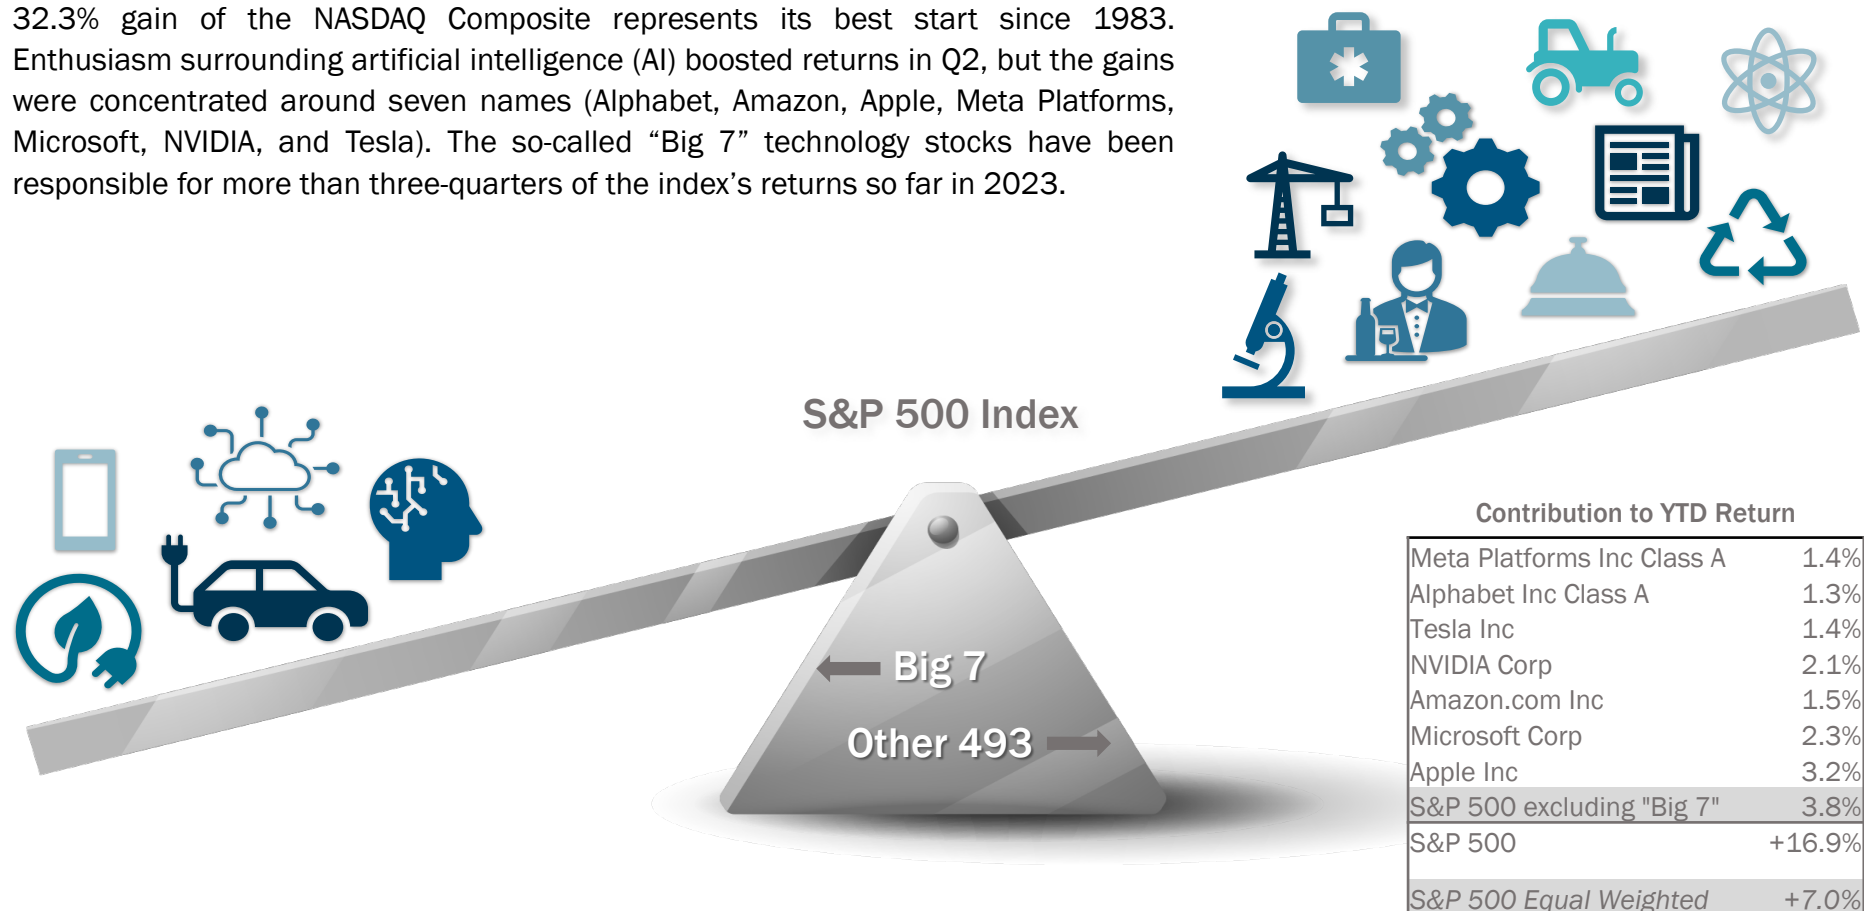 32.3% gain of the NASDAQ Composite represents its best start since 1983.
Enthusiasm surrounding artificial intelligence (AI) boosted returns in Q2, but the gains
were concentrated around seven names (Alphabet, Amazon, Apple, Meta Platforms,
Microsoft, NVIDIA, and Tesla). The so-called “Big 7” technology stocks have been
responsible for more than three-quarters of the index’s returns so far in 2023.
S&P 500 Index
Big 7
Other 493
Contribution to YTD Return
Meta Platforms Inc Class A 1.4%
Alphabet Inc Class A 1.3%
Tesla Inc 1.4%
NVIDIA Corp 2.1%
Amazon.com Inc 1.5%
Microsoft Corp 2.3%
Apple Inc 3.2%
S&P 500 excluding "Big 7" 3.8%
S&P 500 +16.9%
S&P 500 Equal Weighted +7.0%